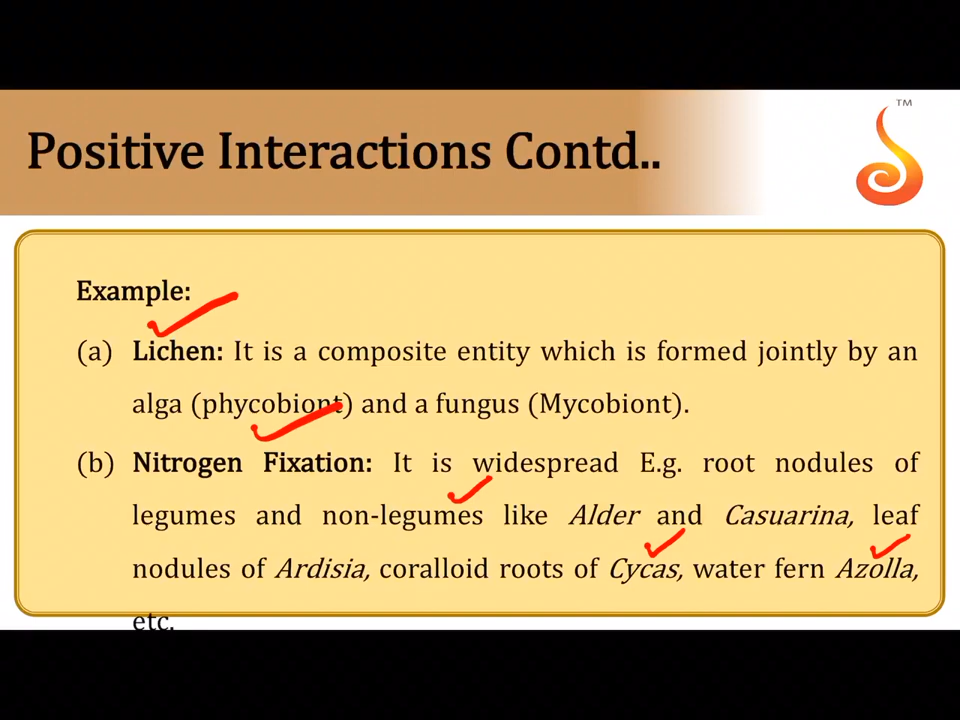 Positive Interactions Contd..
TM
Example:
(a) Lichen: It is a composite entity which is formed jointly by an
alga (phycobiont) and a fungus (Mycobiont).
(b) Nitrogen Fixation: It is widespread E.g. root nodules of
legumes and non-legumes like Alder and Casuarina, leaf
nodules of Ardisia, coralloid roots of Cycas, water fern Azolla,
etc.